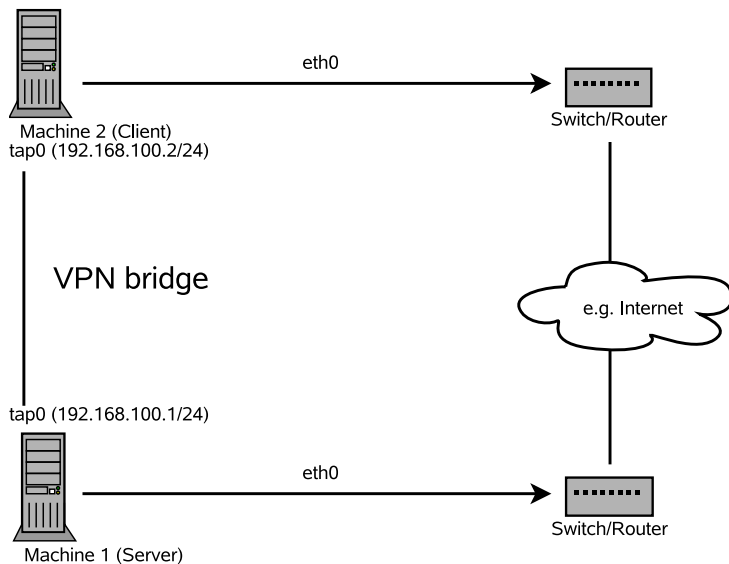 eth0
Switch/Router
Machine 2 (Client)
tap0 (192.168.100.2/24)
VPN bridge
e.g. Internet
tap0 (192.168.100.1/24)
eth0
Switch/Router
Machine 1 (Server)